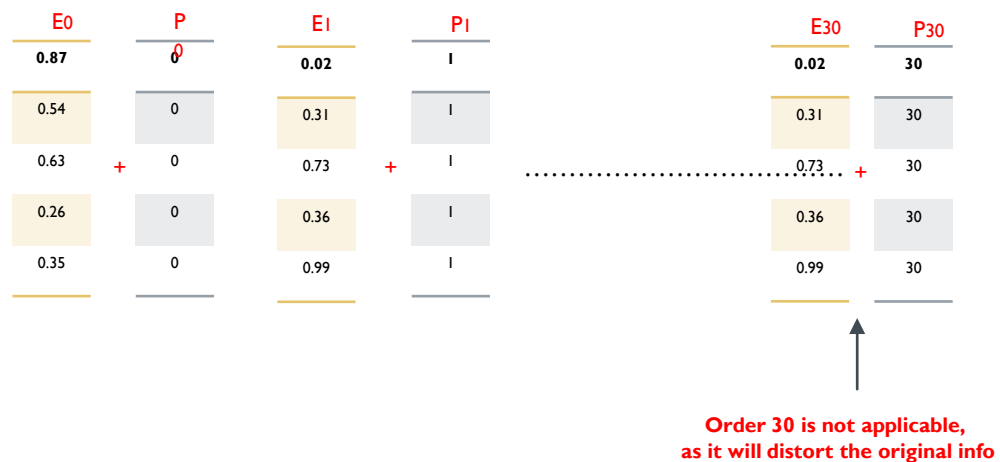 E0 P0 E1 P1 E30 P30
0.87 0 0.02 1 0.02 30
0.54 0 0.31 1 0.31 30
0.63 + 0 0.73 + 1 ........................................ 0.73 + 30
0.26 0 0.36 1 0.36 30
0.35 0 0.99 1 0.99 30
Order 30 is not applicable,
as it will distort the original info